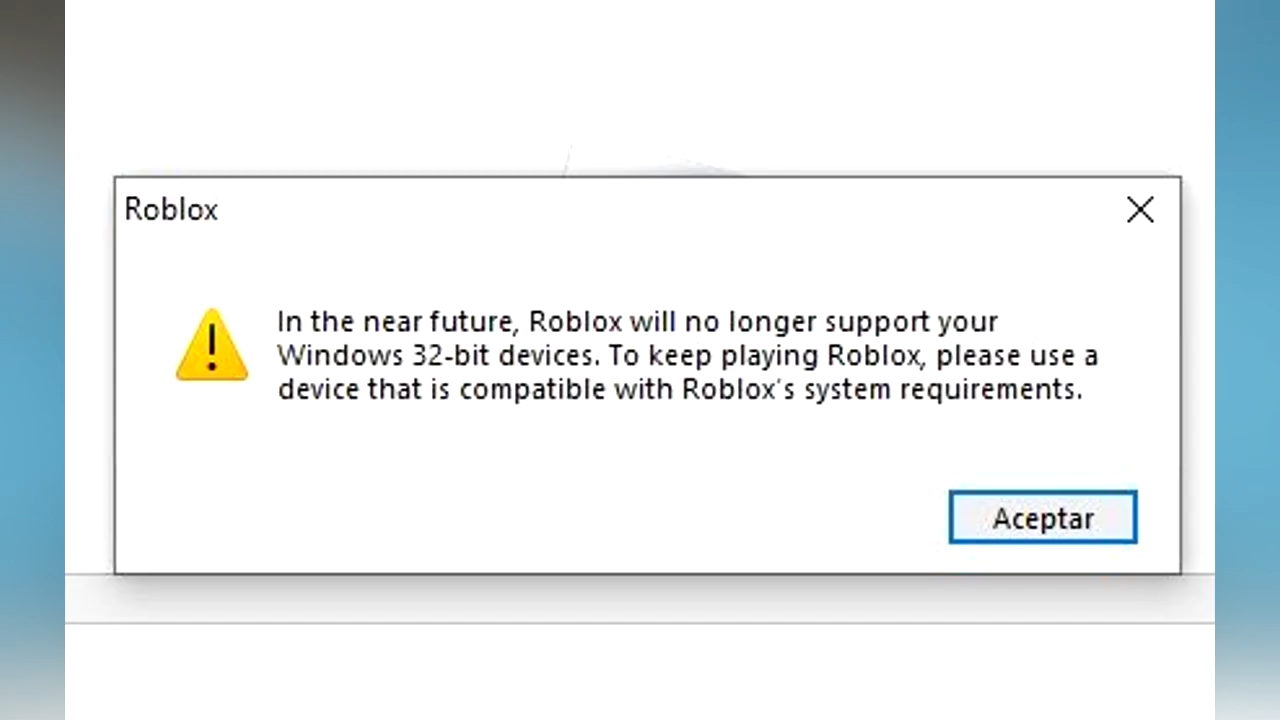 Roblox
In the near future, Roblox will no longer support your
Windows 32-bit devices. To keep playing Roblox, please use a
device that is compatible with Roblox's system requirements.
Aceptar